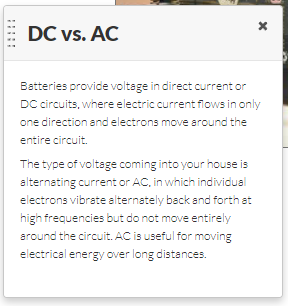 DC vs. AC
Batteries provide voltage in direct current or
DC circuits, where electric current flows in only
one direction and electrons move around the
entire circuit.
The type of voltage coming into your house is
alternating current or AC, in which individual
electrons vibrate alternately back and forth at
high frequencies but do not move entirely
around the circuit. AC is useful for moving
electrical energy over long distances.